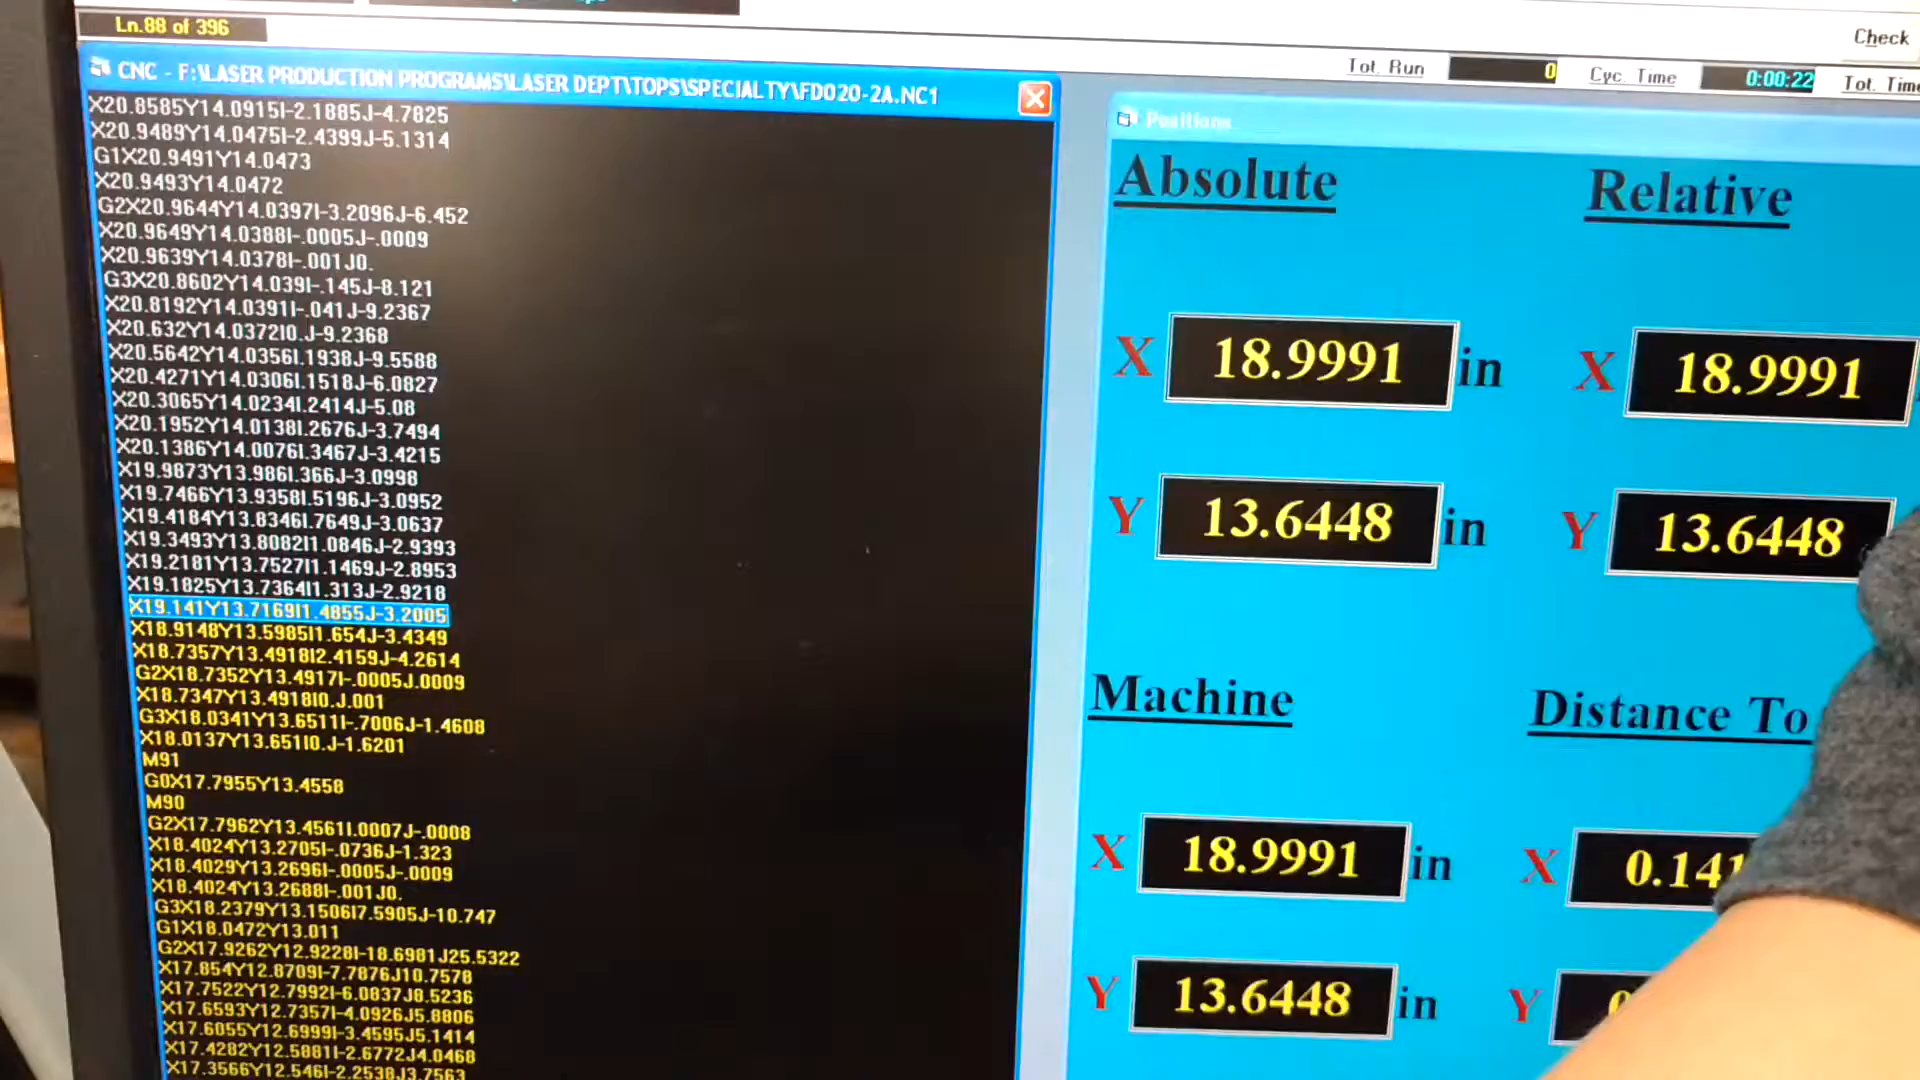 Ln.88 of 396
Check
Tot. Run 0 Cyc. Time 0:00:22 Tot. Time
CNC - F:\LASER PRODUCTION PROGRAMS\LASER DEPT\TOPS\SPECIALTY\FD020-2A.NC1
X20.8585Y14.0915I-2.1885J-4.7825
X20.9489Y14.0475I-2.4399J-5.1314
G1X20.9491Y14.0473
X20.9493Y14.0472
G2X20.9644Y14.0397I-3.2096J-6.452
X20.9649Y14.0388I-.0005J-.0009
X20.9639Y14.0378I-.001J0.
G3X20.8602Y14.039I-.145J-8.121
X20.8192Y14.0391I-.041J-9.2367
X20.632Y14.0372I0.J-9.2368
X20.5642Y14.0356I.1938J-9.5588
X20.4271Y14.0306I.1518J-6.0827
X20.3065Y14.0234I.2414J-5.08
X20.1952Y14.0138I.2676J-3.7494
X20.1386Y14.0076I.3467J-3.4215
X19.9873Y13.986I.366J-3.0998
X19.7466Y13.9358I.5196J-3.0952
X19.4184Y13.8346I.7649J-3.0637
X19.3493Y13.8082I1.0846J-2.9393
X19.2181Y13.7527I1.1469J-2.8953
X19.1825Y13.7364I1.313J-2.9218
X19.141Y13.7169I1.4855J-3.2005
X18.9148Y13.5985I1.654J-3.4349
X18.7357Y13.4918I2.4159J-4.2614
G2X18.7352Y13.4917I-.0005J.0009
X18.7347Y13.4918I0.J.001
G3X18.0341Y13.6511I-.7006J-1.4608
X18.0137Y13.651I0.J-1.6201
M91
G0X17.7955Y13.4558
M90
G2X17.7962Y13.4561I.0007J-.0008
X18.4024Y13.2705I-.0736J-1.323
X18.4029Y13.2696I-.0005J-.0009
X18.4024Y13.2688I-.001J0.
G3X18.2379Y13.1506I7.5905J-10.747
G1X18.0472Y13.011
G2X17.9262Y12.9228I-18.6981J25.5322
X17.854Y12.8709I-7.7876J10.7578
X17.7522Y12.7992I-6.0837J8.5236
X17.6593Y12.7357I-4.0926J5.8806
X17.6055Y12.6999I-3.4595J5.1414
X17.4282Y12.5881I-2.6772J4.0468
X17.3566Y12.546I-2.2538J3.7563
Positions
Absolute Relative
X 18.9991 in X 18.9991
Y 13.6448 in Y 13.6448
Machine Distance To
X 18.9991 in X 0.141
Y 13.6448 in Y